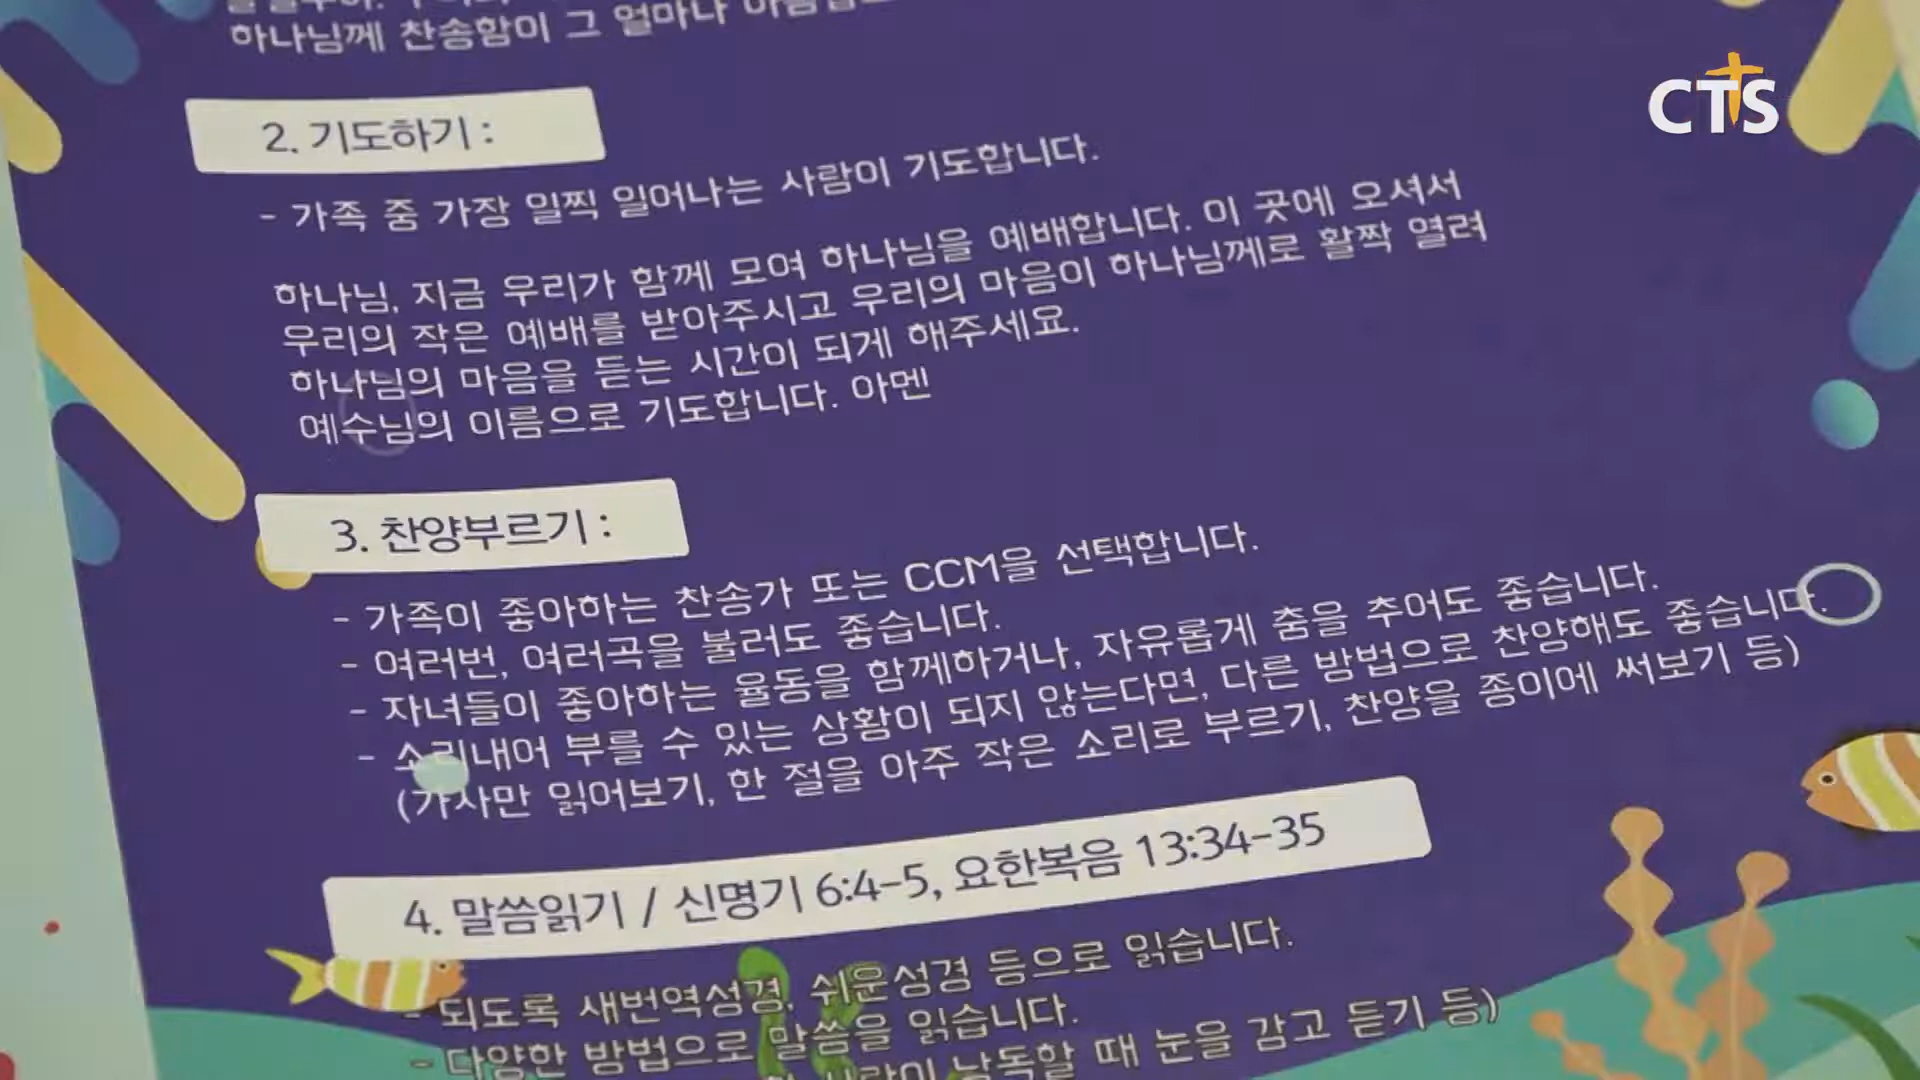 하나님께 찬송함이 그 얼마나
CTS
2. 기도하기 :
- 가족 중 가장 일찍 일어나는 사람이 기도합니다.
하나님, 지금 우리가 함께 모여 하나님을 예배합니다. 이 곳에 오셔서
우리의 작은 예배를 받아주시고 우리의 마음이 하나님께로 활짝 열려
하나님의 마음을 듣는 시간이 되게 해주세요.
예수님의 이름으로 기도합니다. 아멘
3. 찬양부르기 :
- 가족이 좋아하는 찬송가 또는 CCM을 선택합니다.
- 여러번, 여러곡을 불러도 좋습니다.
- 자녀들이 좋아하는 율동을 함께하거나, 자유롭게 춤을 추어도 좋습니다.
- 소리내어 부를 수 있는 상황이 되지 않는다면, 다른 방법으로 찬양해도 좋습니다.
(가사만 읽어보기, 한 절을 아주 작은 소리로 부르기, 찬양을 종이에 써보기 등)
4. 말씀읽기 / 신명기 6:4-5, 요한복음 13:34-35
- 되도록 새번역성경, 쉬운성경 등으로 읽습니다.
- 다양한 방법으로 말씀을 읽습니다.
사람이 낭독할 때 눈을 감고 듣기 등)